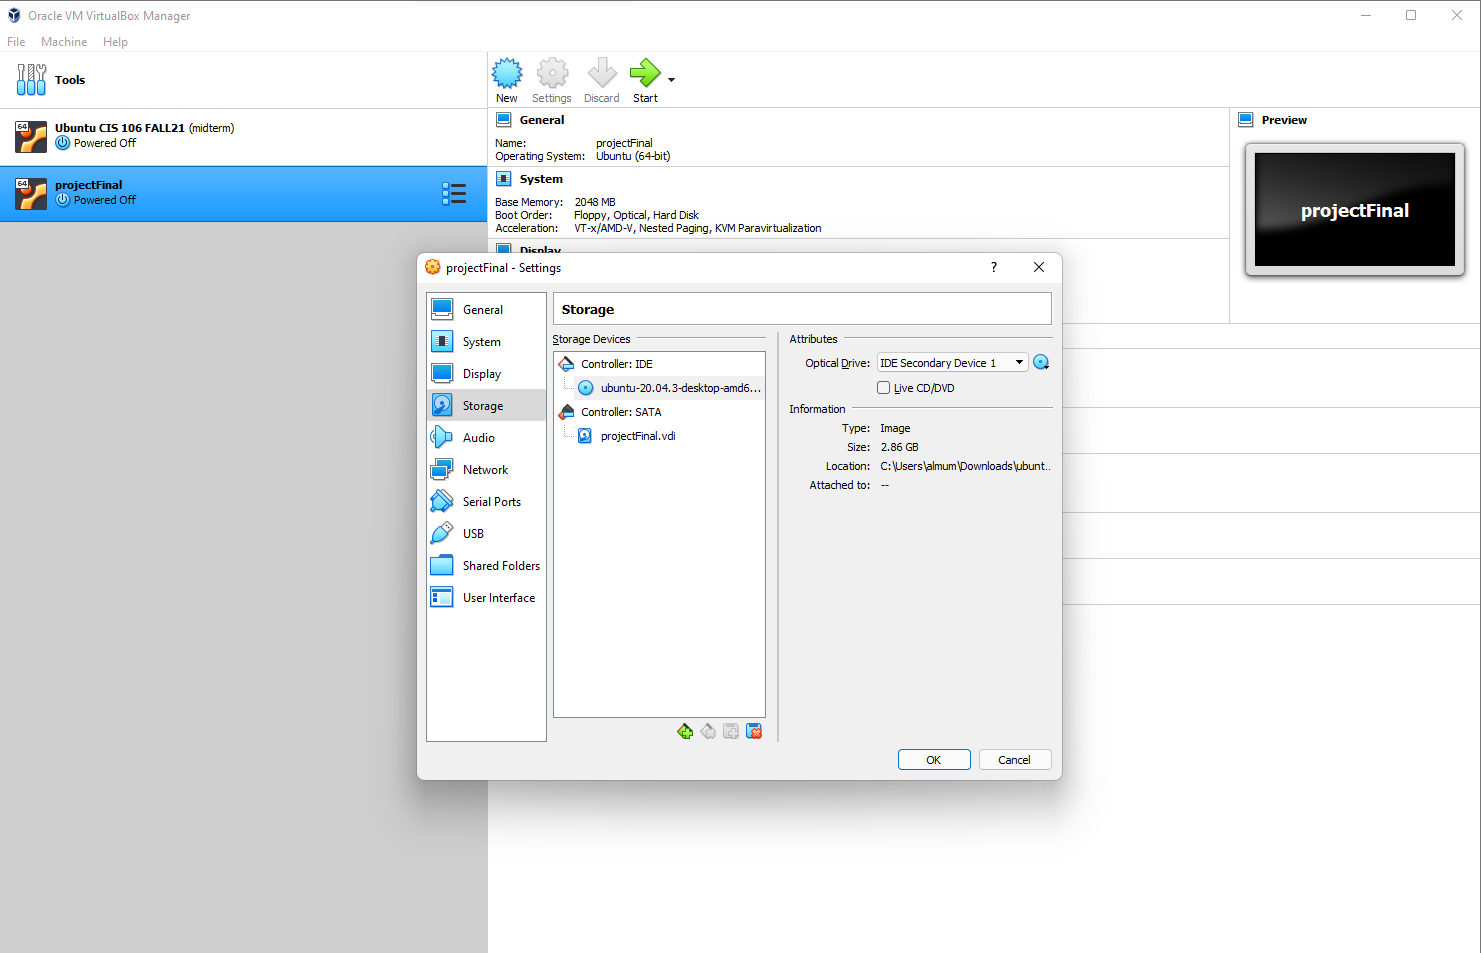 Oracle VM VirtualBox Manager
File Machine Help
Tools
New Settings Discard Start
64
Ubuntu CIS 106 FALL21 (midterm)
Powered Off
64
projectFinal
Powered Off
General
Name: projectFinal
Operating System: Ubuntu (64-bit)
System
Base Memory: 2048 MB
Boot Order: Floppy, Optical, Hard Disk
Acceleration: VT-x/AMD-V, Nested Paging, KVM Paravirtualization
Display
Preview
projectFinal
projectFinal - Settings
?
General
System
Display
Storage
Audio
Network
Serial Ports
USB
Shared Folders
User Interface
Storage
Storage Devices
Controller: IDE
ubuntu-20.04.3-desktop-amd6...
Controller: SATA
projectFinal.vdi
Attributes
Optical Drive: IDE Secondary Device 1
Live CD/DVD
Information
Type: Image
Size: 2.86 GB
Location: C:\Users\almum\Downloads\ubunt...
Attached to: --
OK Cancel